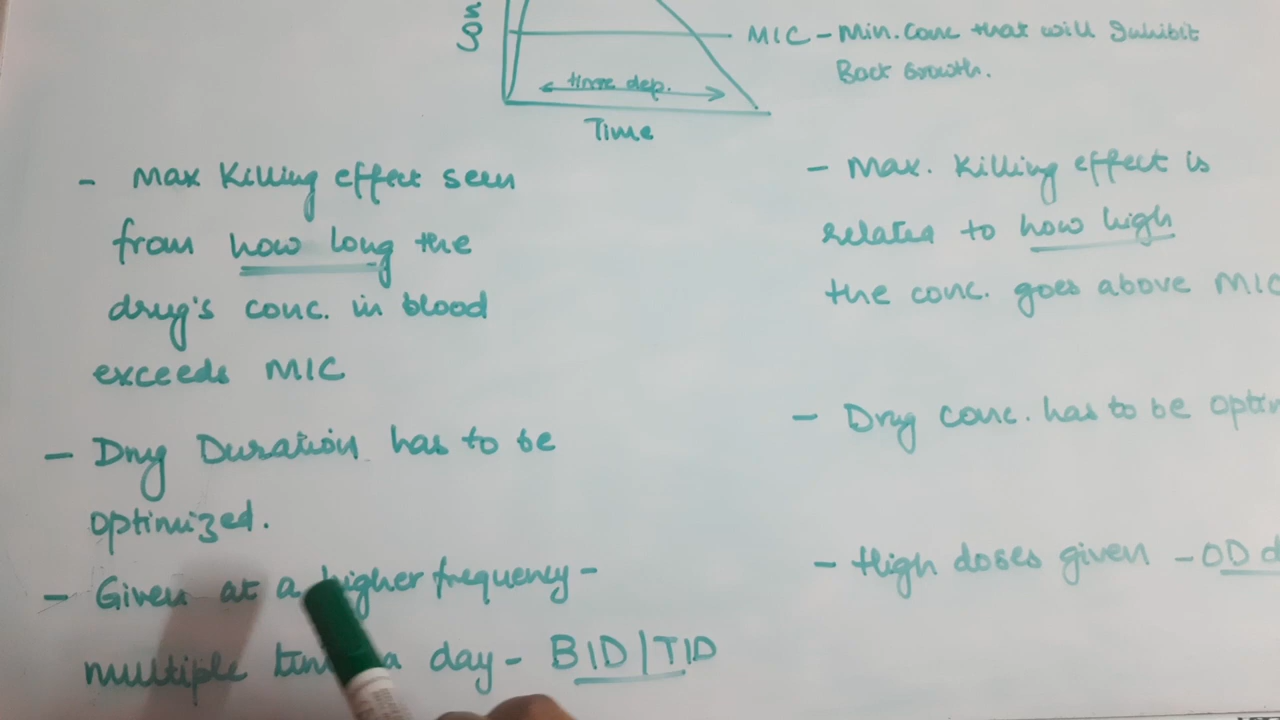 Con
MIC - Min. Conc that will Inhibit
Bact Growth.
time dep.
Time
- Max Killing effect seen
from how long the
drug's conc. in blood
exceeds MIC
- Drug Duration has to be
optimized.
- Given at a higher frequency -
multiple a day - BID/TID
- Max. Killing effect is
related to how high
the conc. goes above MIC
- Drug conc. has to be optim
- High doses given - OD d